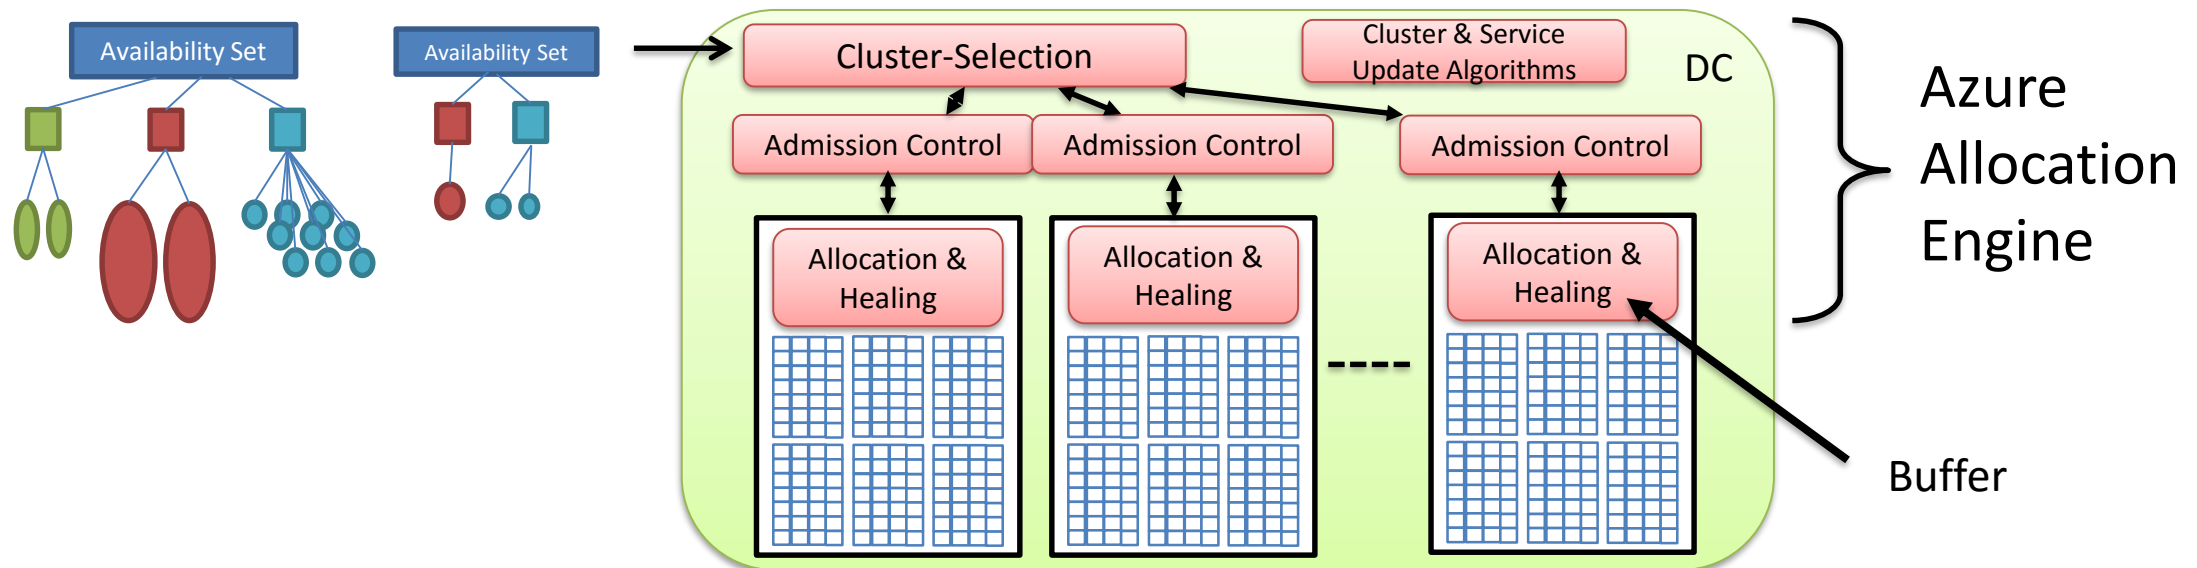 Availability Set
Availability Set
Cluster-Selection
Cluster & Service
Update Algorithms
DC
Admission Control
Admission Control
Admission Control
Allocation &
Healing
Allocation &
Healing
Allocation &
Healing
Azure
Allocation
Engine
Buffer